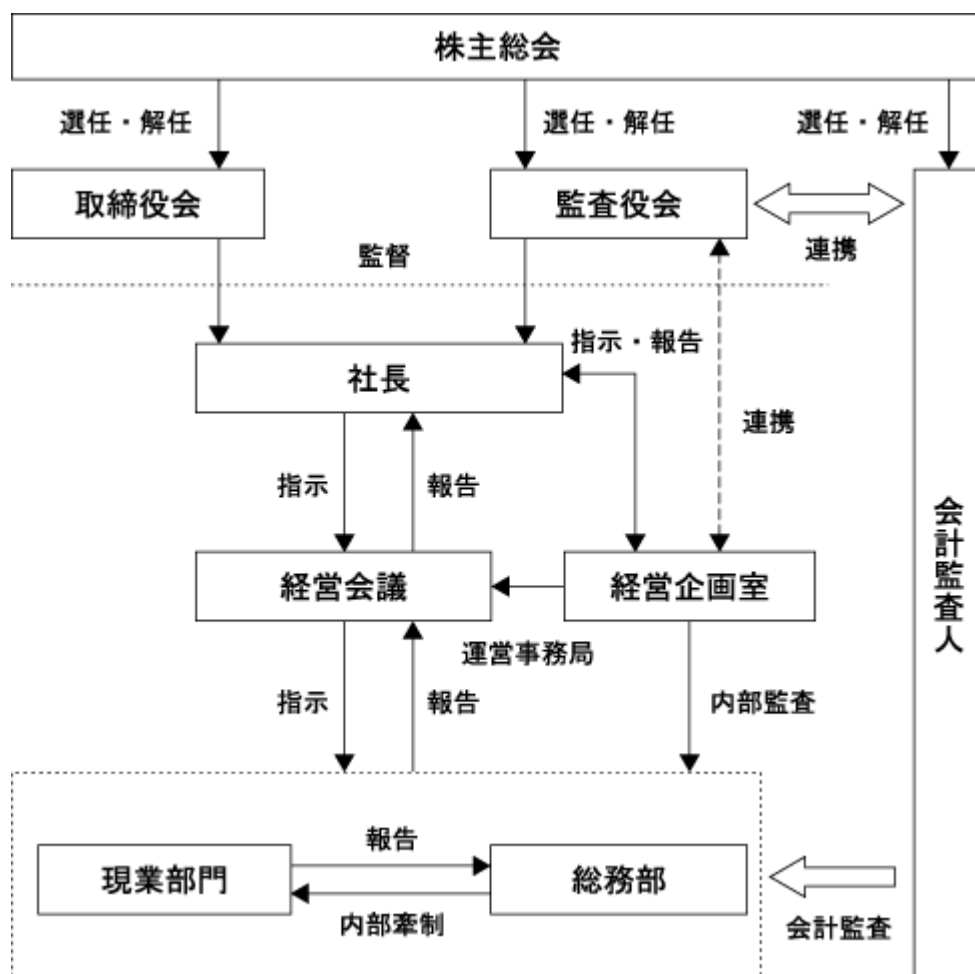 株主総会
選任・解任
選任・解任
選任・解任
取締役会
監査役会
連携
監督
指示・報告
社長
連携
指示
報告
会計監査人
経営会議
経営企画室
運営事務局
指示
報告
内部監査
報告
現業部門
総務部
内部牽制
会計監査